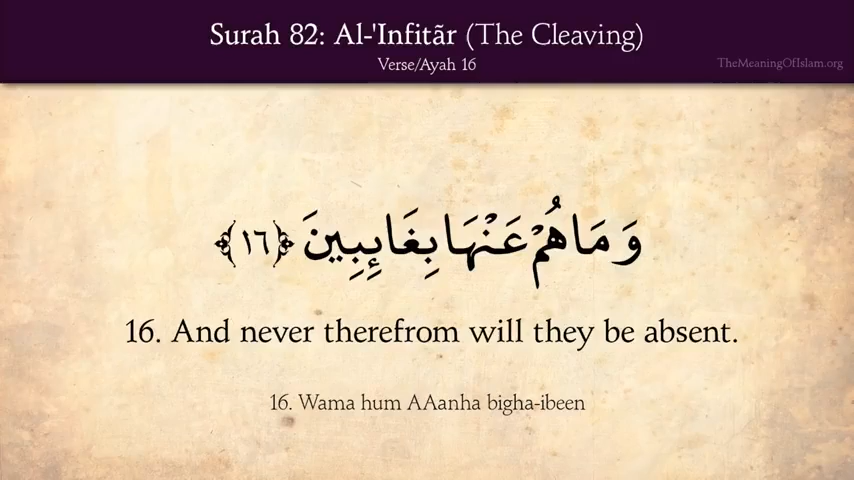 Surah 82: Al-'Infitãr (The Cleaving)
Verse/Ayah 16
TheMeaningOfIslam.org
وَمَا هُمْ عَنْهَا بِغَائِبِينَ ﴿١٦﴾
16. And never therefrom will they be absent.
16. Wama hum AAanha bigha-ibeen